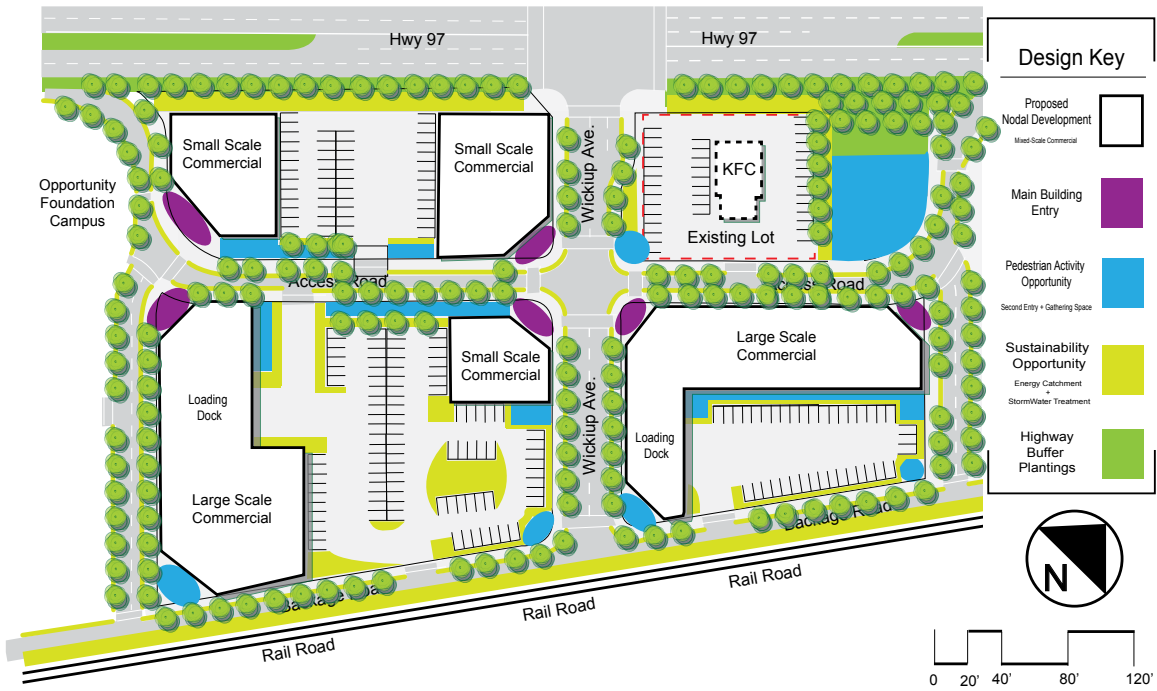 Hwy 97
Hwy 97
Design Key
Proposed
Nodal Development
Mixed-Scale Commercial
Main Building
Entry
Pedestrian Activity
Opportunity
Second Entry + Gathering Space
Sustainability
Opportunity
Energy Catchment
+
StormWater Treatment
Highway
Buffer
Plantings
Small Scale
Commercial
Small Scale
Commercial
Wickiup Ave.
KFC
Existing Lot
Opportunity
Foundation
Campus
Access Road
Access Road
Small Scale
Commercial
Large Scale
Commercial
Loading
Dock
Wickiup Ave.
Loading
Dock
Large Scale
Commercial
Backage Road
Backage Road
Rail Road
Rail Road
Rail Road
N
0 20' 40' 80' 120'